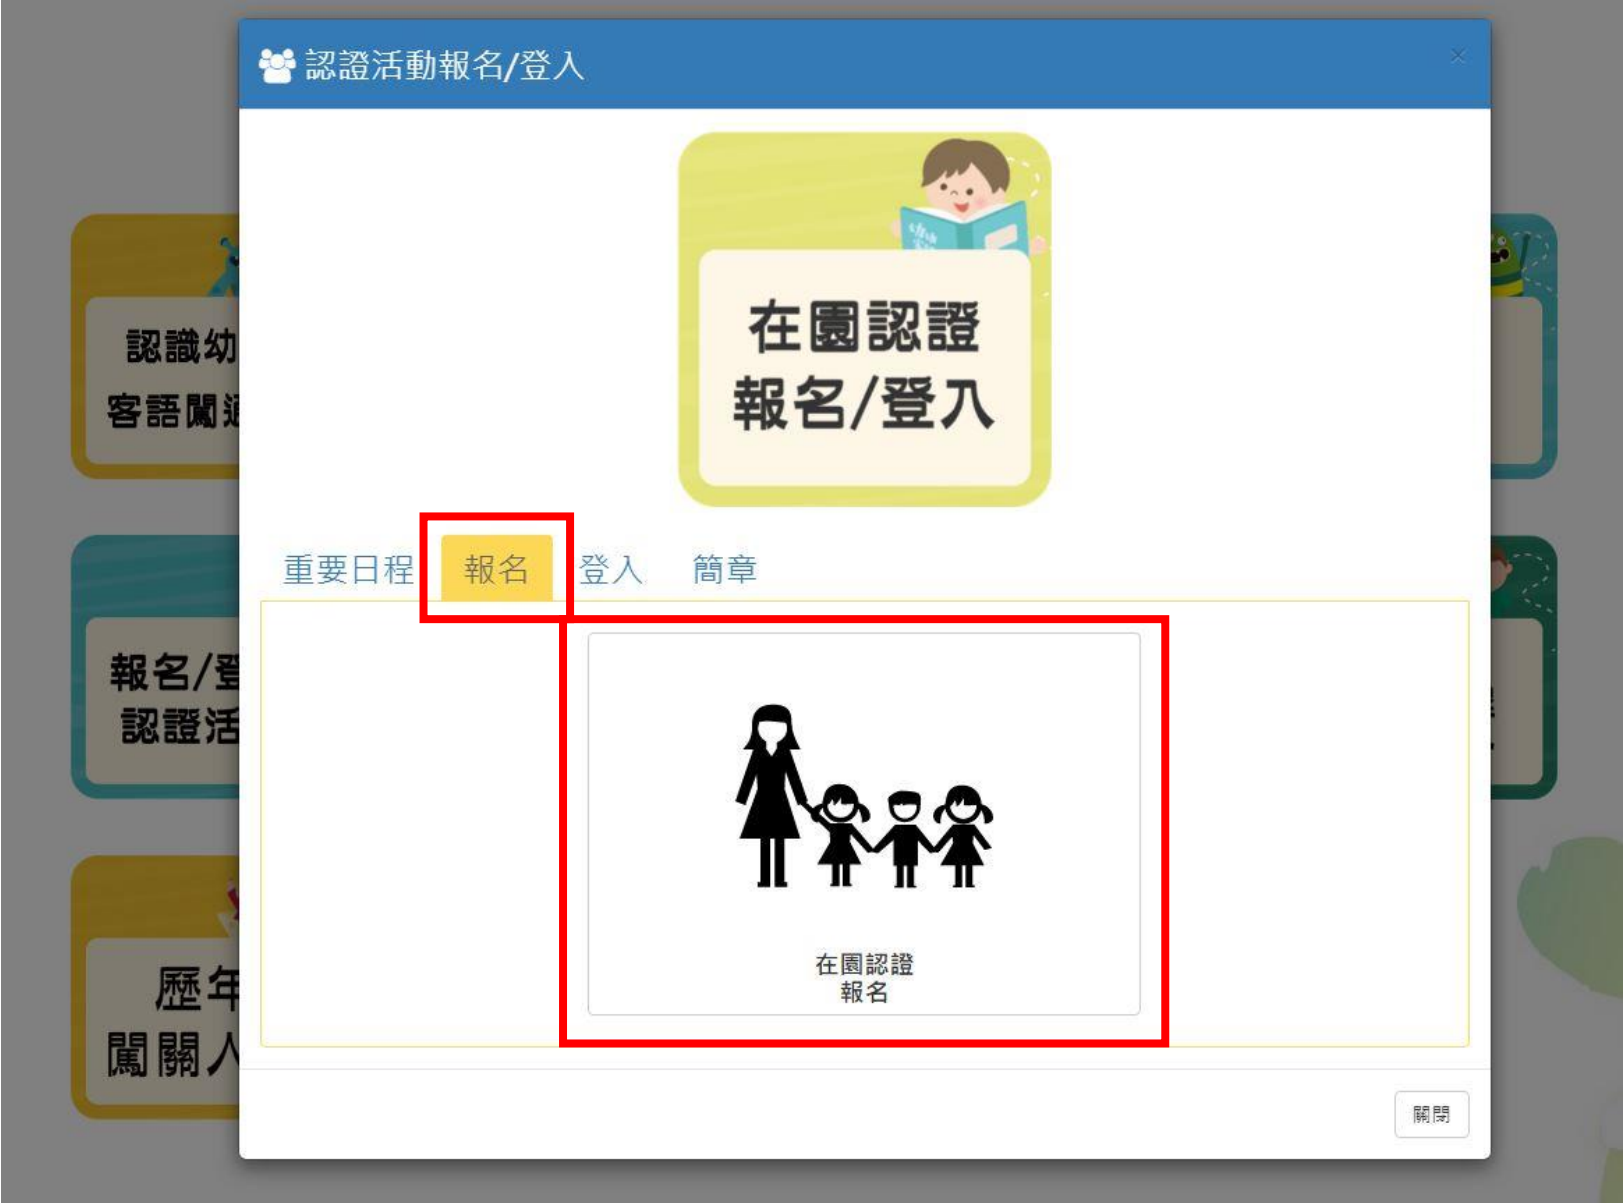 認證活動報名/登入
×
在園認證
報名/登入
重要日程
報名
登入
簡章
在園認證
報名
關閉
認識幼
客語闖
報名/登
認證活
歷年
闖關人